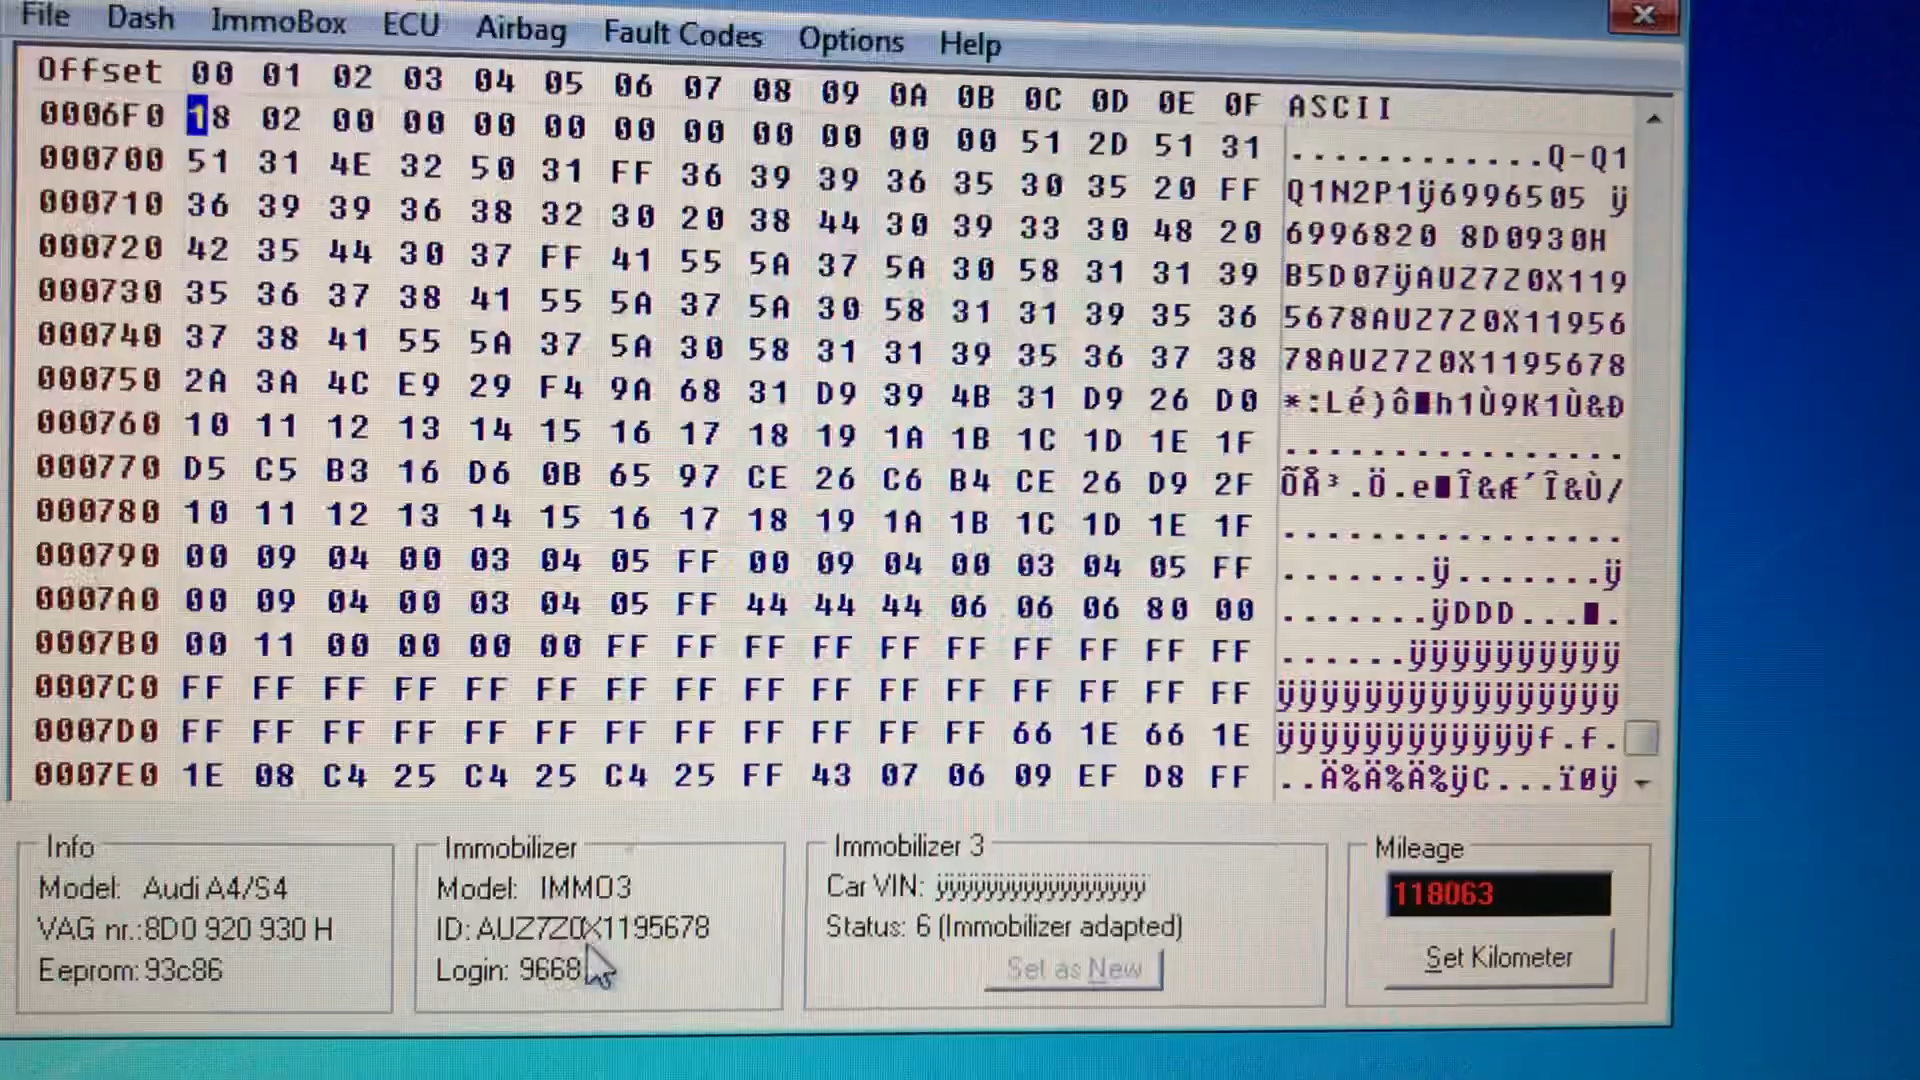 File Dash ImmoBox ECU Airbag Fault Codes Options Help
Offset 00 01 02 03 04 05 06 07 08 09 0A 0B 0C 0D 0E 0F ASCII
0006F0 18 02 00 00 00 00 00 00 00 00 00 00 51 2D 51 31 ............Q-Q1
000700 51 31 4E 32 50 31 FF 36 39 39 36 35 30 35 20 FF Q1N2P1ÿ6996505 ÿ
000710 36 39 39 36 38 32 30 20 38 44 30 39 33 30 48 20 6996820 8D0930H
000720 42 35 44 30 37 FF 41 55 5A 37 5A 30 58 31 31 39 B5D07ÿAUZ7Z0X119
000730 35 36 37 38 41 55 5A 37 5A 30 58 31 31 39 35 36 5678AUZ7Z0X11956
000740 37 38 41 55 5A 37 5A 30 58 31 31 39 35 36 37 38 78AUZ7Z0X1195678
000750 2A 3A 4C E9 29 F4 9A 68 31 D9 39 4B 31 D9 26 D0 *:Lé)ô■h1Ù9K1Ù&Ð
000760 10 11 12 13 14 15 16 17 18 19 1A 1B 1C 1D 1E 1F ................
000770 D5 C5 B3 16 D6 0B 65 97 CE 26 C6 B4 CE 26 D9 2F ÕÅ³.Ö.e■Î&Æ´Î&Ù/
000780 10 11 12 13 14 15 16 17 18 19 1A 1B 1C 1D 1E 1F ................
000790 00 09 04 00 03 04 05 FF 00 09 04 00 03 04 05 FF .......ÿ.......ÿ
0007A0 00 09 04 00 03 04 05 FF 44 44 44 06 06 06 80 00 .......ÿDDD...■.
0007B0 00 11 00 00 00 00 FF FF FF FF FF FF FF FF FF FF ......ÿÿÿÿÿÿÿÿÿÿ
0007C0 FF FF FF FF FF FF FF FF FF FF FF FF FF FF FF FF ÿÿÿÿÿÿÿÿÿÿÿÿÿÿÿÿ
0007D0 FF FF FF FF FF FF FF FF FF FF FF FF 66 1E 66 1E ÿÿÿÿÿÿÿÿÿÿÿÿf.f.
0007E0 1E 08 C4 25 C4 25 C4 25 FF 43 07 06 09 EF D8 FF ..Ä%Ä%Ä%ÿC...ïØÿ
Info
Model: Audi A4/S4
VAG nr.:8D0 920 930 H
Eeprom: 93c86
Immobilizer
Model: IMMO3
ID: AUZ7Z0X1195678
Login: 9668
Immobilizer 3
Car VIN: ÿÿÿÿÿÿÿÿÿÿÿÿÿÿÿÿÿ
Status: 6 (Immobilizer adapted)
Set as New
Mileage
118063
Set Kilometer